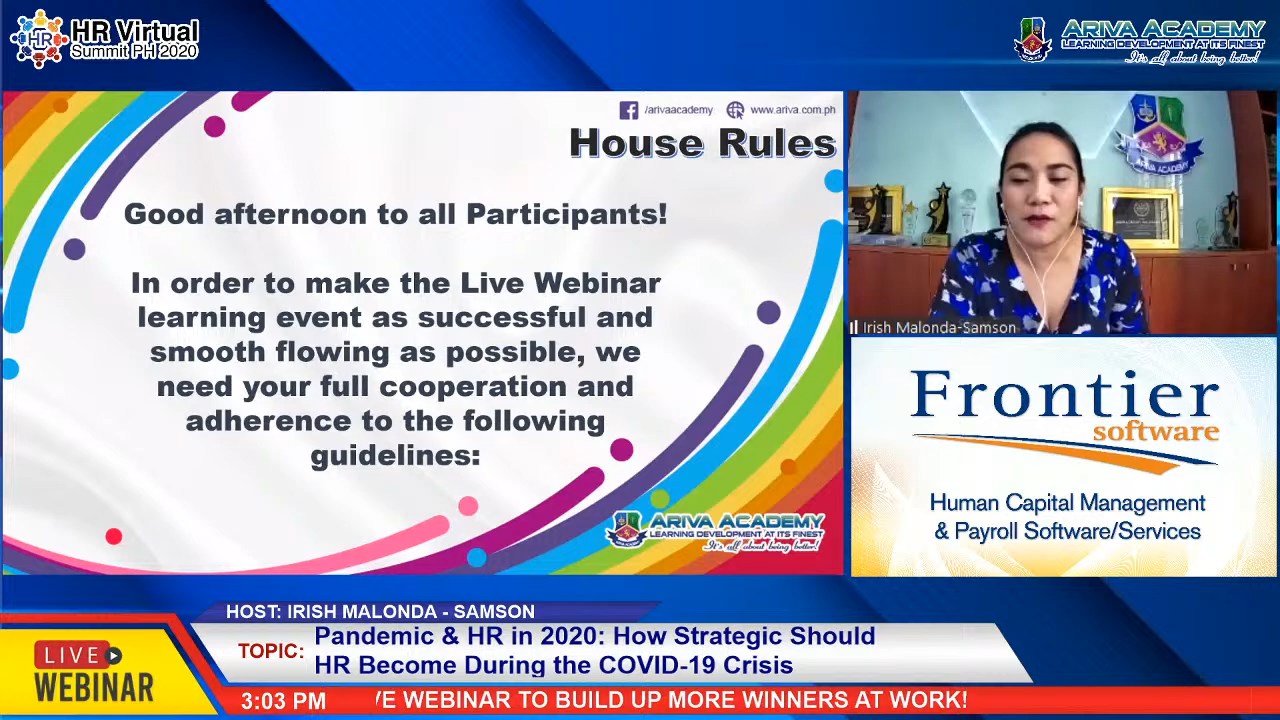 HR
HR Virtual
Summit PH 2020
ARIVA ACADEMY
LEARNING DEVELOPMENT AT ITS FINEST
It's all about being better!
/arivaacademy
www.ariva.com.ph
House Rules
Good afternoon to all Participants!
In order to make the Live Webinar
learning event as successful and
smooth flowing as possible, we
need your full cooperation and
adherence to the following
guidelines:
ARIVA ACADEMY
LEARNING DEVELOPMENT AT ITS FINEST
It's all about being better!
ARIVA ACADEMY
Irish Malonda-Samson
Frontier
software
Human Capital Management
& Payroll Software/Services
HOST: IRISH MALONDA - SAMSON
TOPIC:
Pandemic & HR in 2020: How Strategic Should
HR Become During the COVID-19 Crisis
LIVE
WEBINAR
3:03 PM
VE WEBINAR TO BUILD UP MORE WINNERS AT WORK!